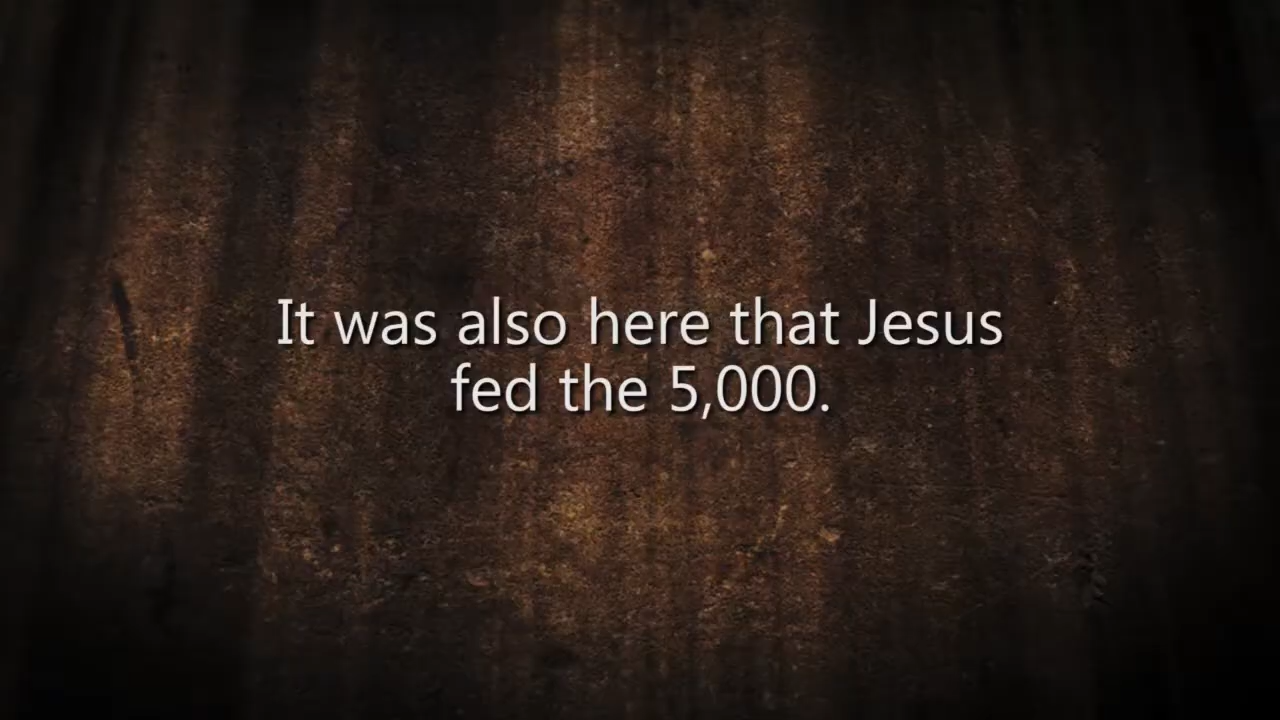 It was also here that Jesus
fed the 5,000.